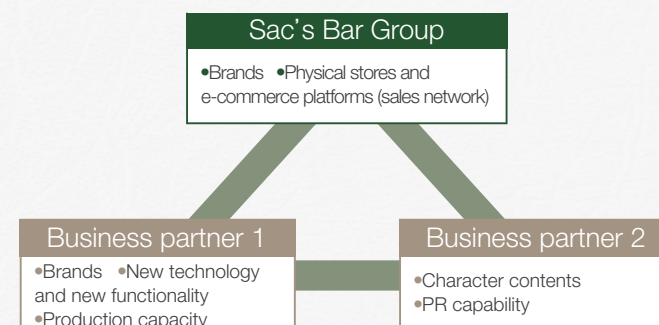 Sac’s Bar Group
•Brands •Physical stores and
e-commerce platforms (sales network)
Business partner 1
•Brands •New technology
and new functionality
•Production capacity
Business partner 2
•Character contents
•PR capability